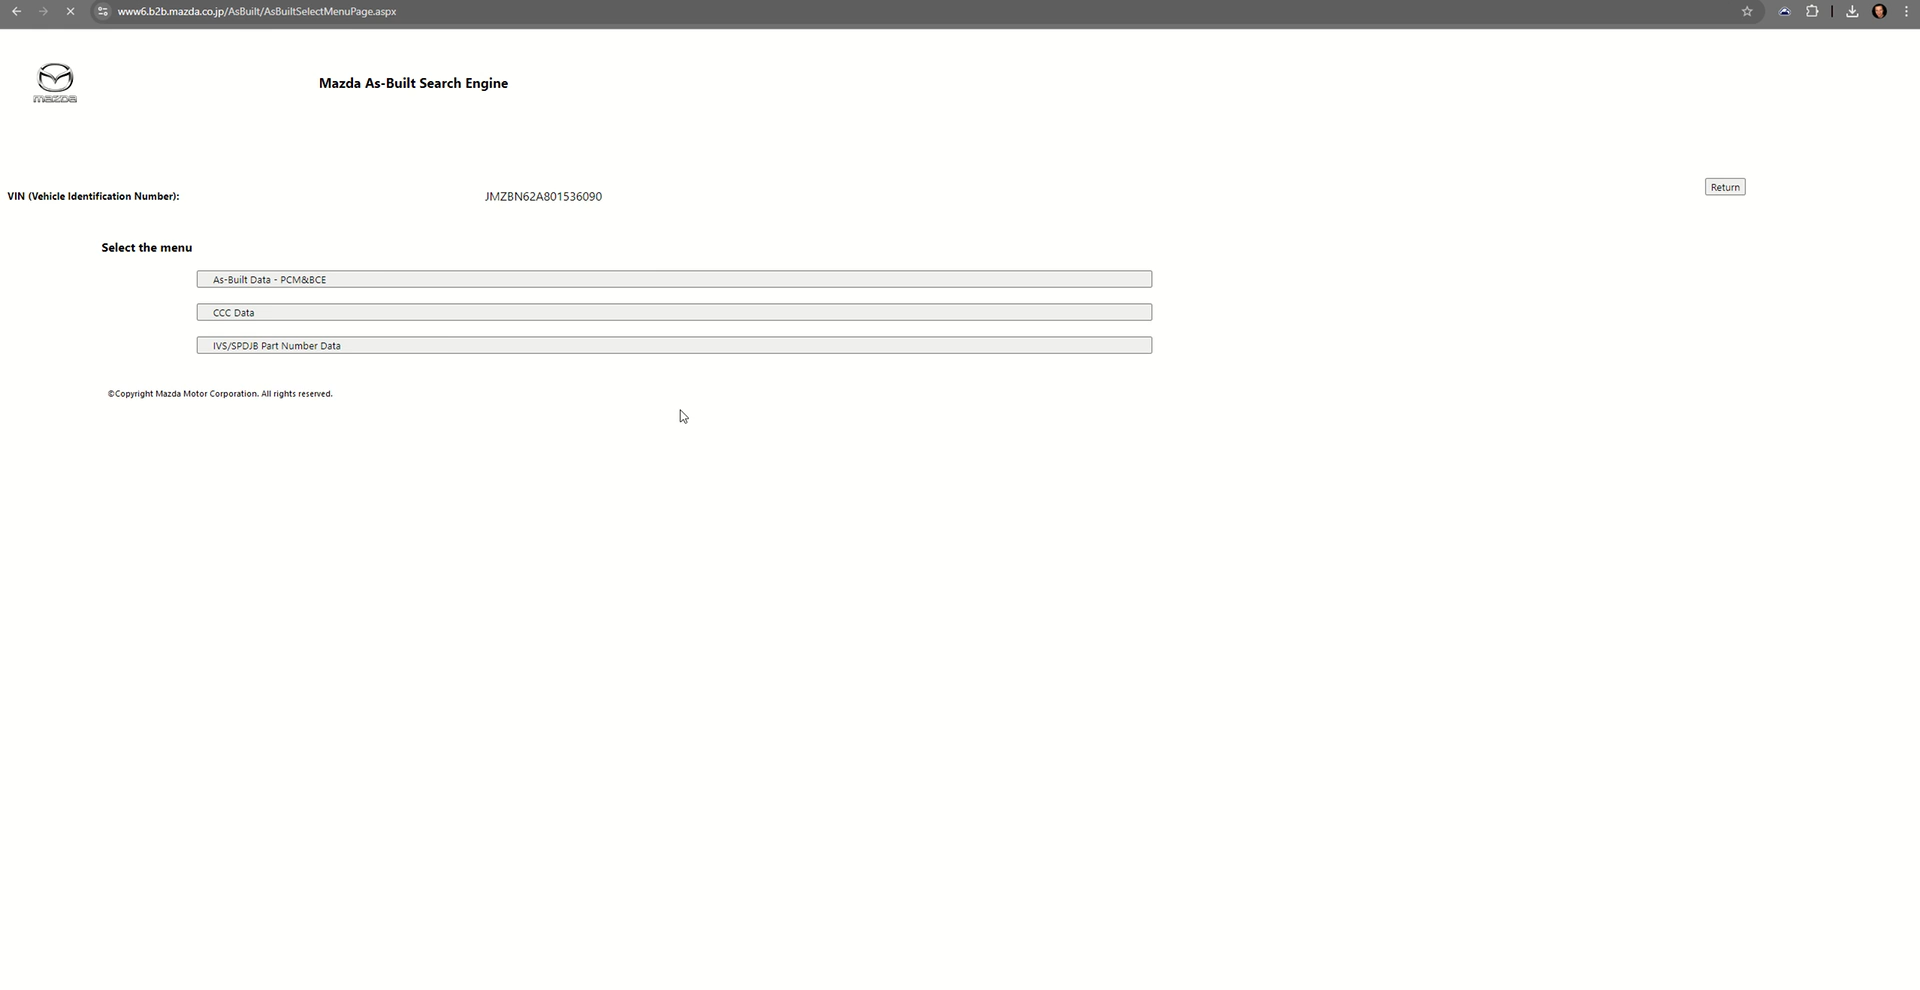 www6.b2b.mazda.co.jp/AsBuilt/AsBuiltSelectMenuPage.aspx
mazda
Mazda As-Built Search Engine
VIN (Vehicle Identification Number):
JMZBN62A801536090
Return
Select the menu
As-Built Data - PCM&BCE
CCC Data
IVS/SPDJB Part Number Data
©Copyright Mazda Motor Corporation. All rights reserved.